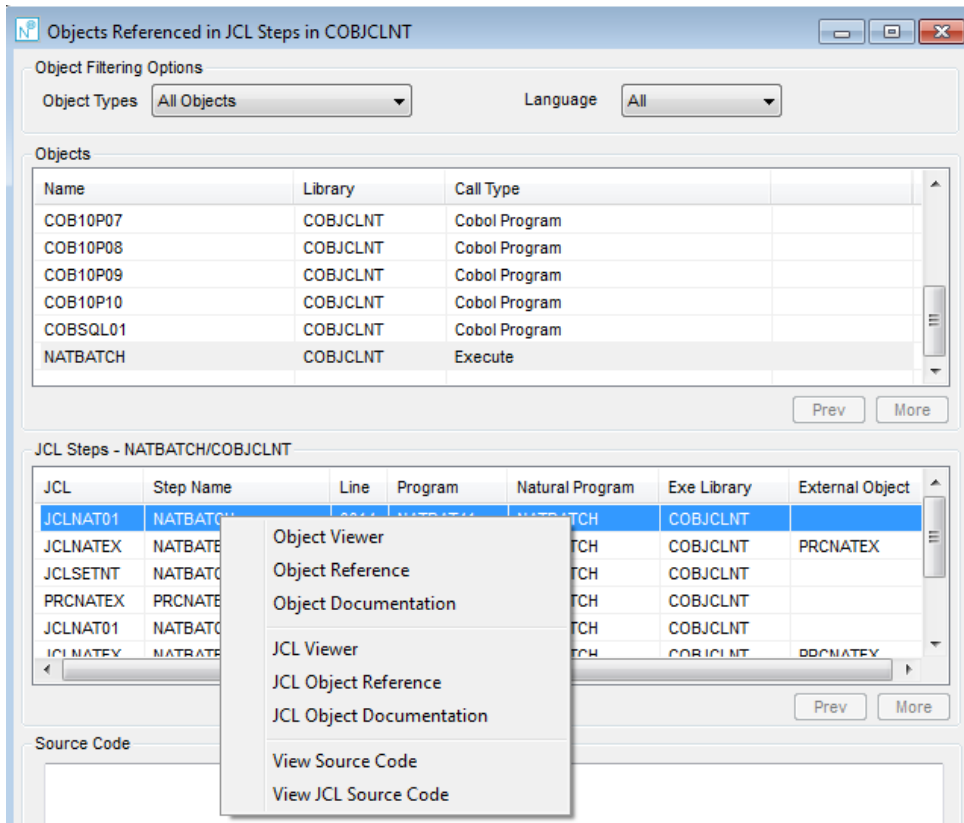 Objects Referenced in JCL Steps in COBJCLNT
Object Filtering Options
Object Types All Objects Language All
Objects
Name Library Call Type
COB10P07 COBJCLNT Cobol Program
COB10P08 COBJCLNT Cobol Program
COB10P09 COBJCLNT Cobol Program
COB10P10 COBJCLNT Cobol Program
COBSQL01 COBJCLNT Cobol Program
NATBATCH COBJCLNT Execute
Prev More
JCL Steps - NATBATCH/COBJCLNT
JCL Step Name Line Program Natural Program Exe Library External Object
JCLNAT01 COBJCLNT
JCLNATEX COBJCLNT PRCNATEX
JCLSETNT COBJCLNT
PRCNATEX COBJCLNT
JCLNAT01 COBJCLNT
JCLNATEX COBJCLNT PRCNATEX
Object Viewer
Object Reference
Object Documentation
JCL Viewer
JCL Object Reference
JCL Object Documentation
View Source Code
View JCL Source Code
Prev More
Source Code